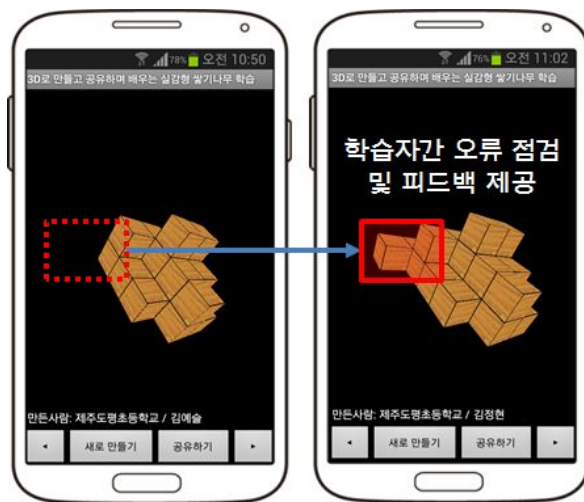 78% 오전 10:50
3D로 만들고 공유하며 배우는 실감형 쌓기나무 학습
만든사람: 제주도평초등학교 / 김예슬
새로 만들기
공유하기
76% 오전 11:02
3D로 만들고 공유하며 배우는 실감형 쌓기나무 학습
학습자간 오류 점검
및 피드백 제공
만든사람: 제주도평초등학교 / 김정현
새로 만들기
공유하기